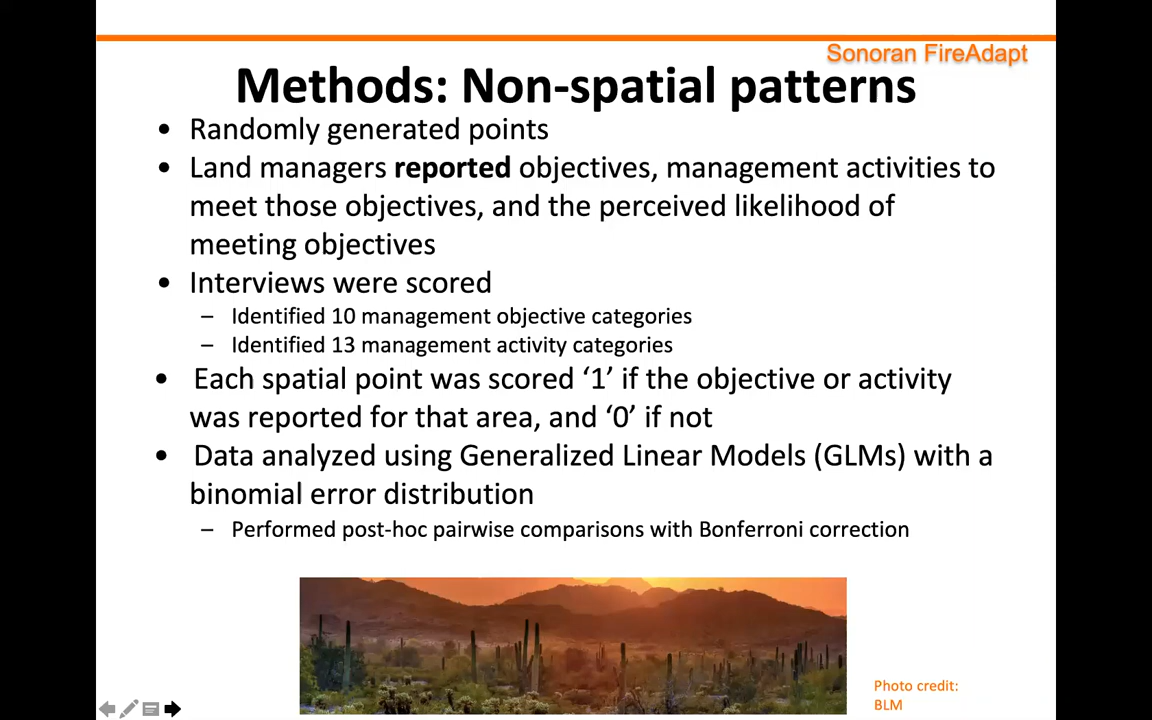 Sonoran FireAdapt
Methods: Non-spatial patterns
• Randomly generated points
• Land managers reported objectives, management activities to
meet those objectives, and the perceived likelihood of
meeting objectives
• Interviews were scored
– Identified 10 management objective categories
– Identified 13 management activity categories
• Each spatial point was scored ‘1’ if the objective or activity
was reported for that area, and ‘0’ if not
• Data analyzed using Generalized Linear Models (GLMs) with a
binomial error distribution
– Performed post-hoc pairwise comparisons with Bonferroni correction
Photo credit:
BLM